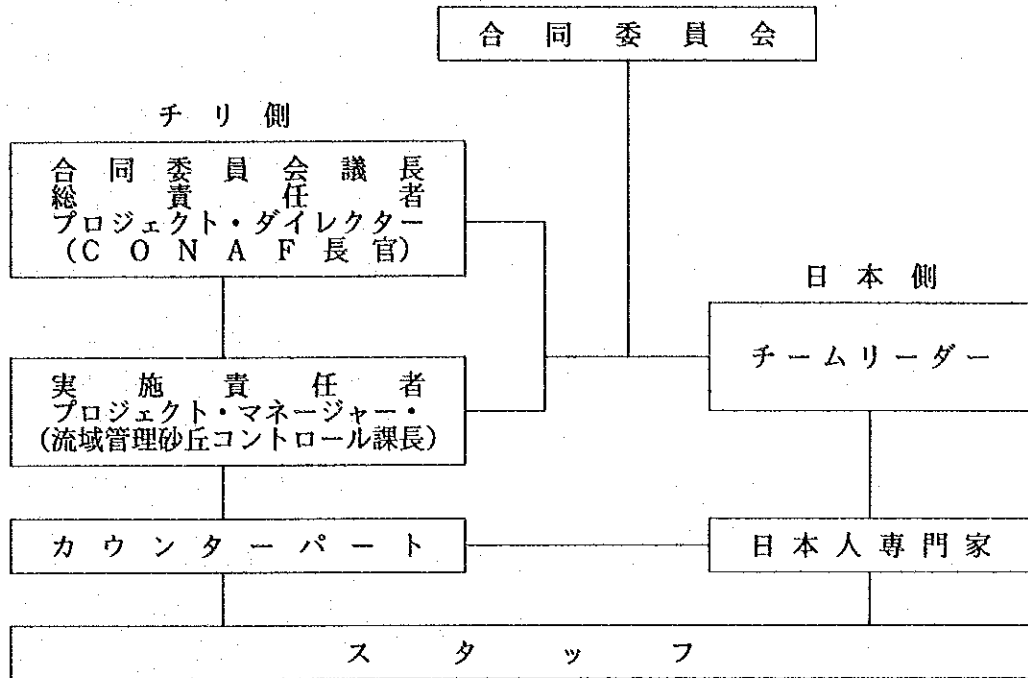 合同委員会
チリ側
合同委員会議長
総責任者
プロジェクト・ダイレクター
(CONAF長官)
日本側
チームリーダー
実施責任者
プロジェクト・マネージャー・
(流域管理砂丘コントロール課長)
カウンターパート
日本人専門家
スタッフ